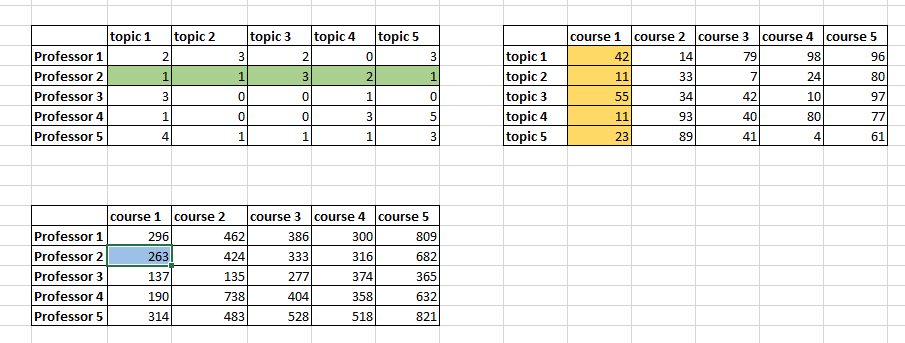 topic 1 topic 2 topic 3 topic 4 topic 5
Professor 1 2 3 2 0 3
Professor 2 1 1 3 2 1
Professor 3 3 0 0 1 0
Professor 4 1 0 0 3 5
Professor 5 4 1 1 1 3
course 1 course 2 course 3 course 4 course 5
topic 1 42 14 79 98 96
topic 2 11 33 7 24 80
topic 3 55 34 42 10 97
topic 4 11 93 40 80 77
topic 5 23 89 41 4 61
course 1 course 2 course 3 course 4 course 5
Professor 1 296 462 386 300 809
Professor 2 263 424 333 316 682
Professor 3 137 135 277 374 365
Professor 4 190 738 404 358 632
Professor 5 314 483 528 518 821